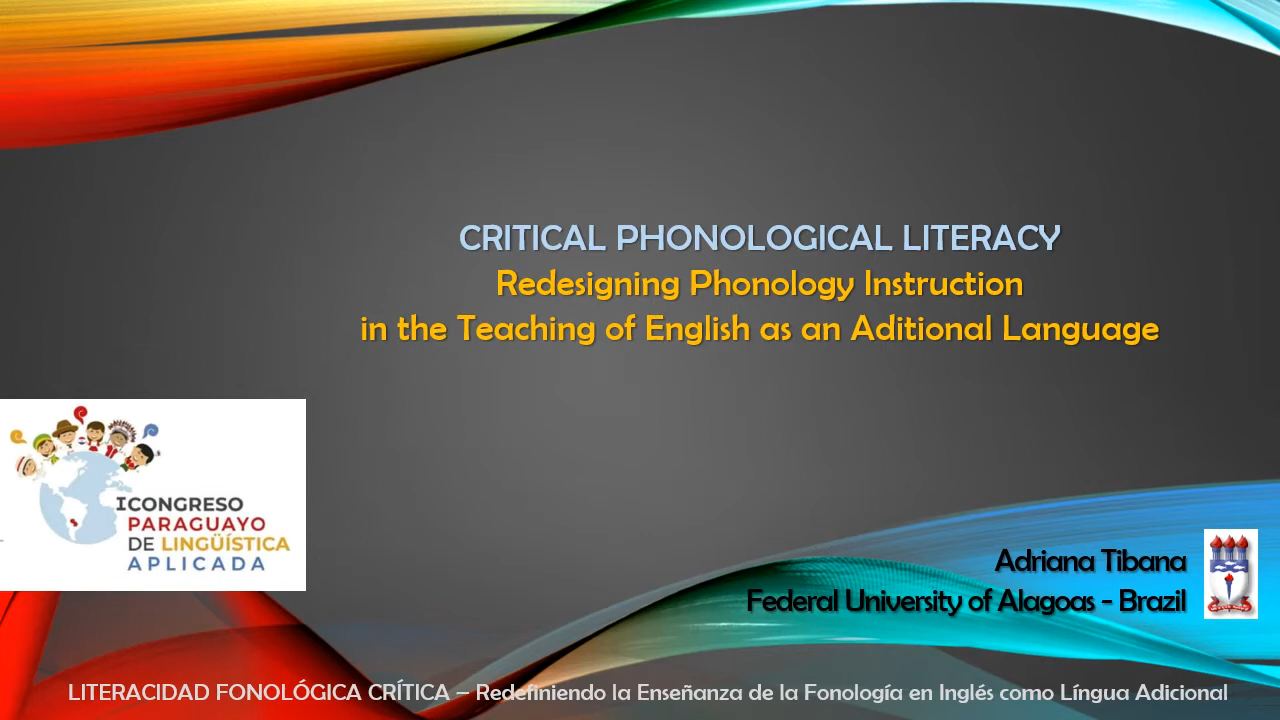 CRITICAL PHONOLOGICAL LITERACY
Redesigning Phonology Instruction
in the Teaching of English as an Aditional Language
I CONGRESO
PARAGUAYO
DE LINGÜÍSTICA
APLICADA
Adriana Tibana
Federal University of Alagoas - Brazil
LITERACIDAD FONOLÓGICA CRÍTICA – Redefiniendo la Enseñanza de la Fonología en Inglés como Língua Adicional